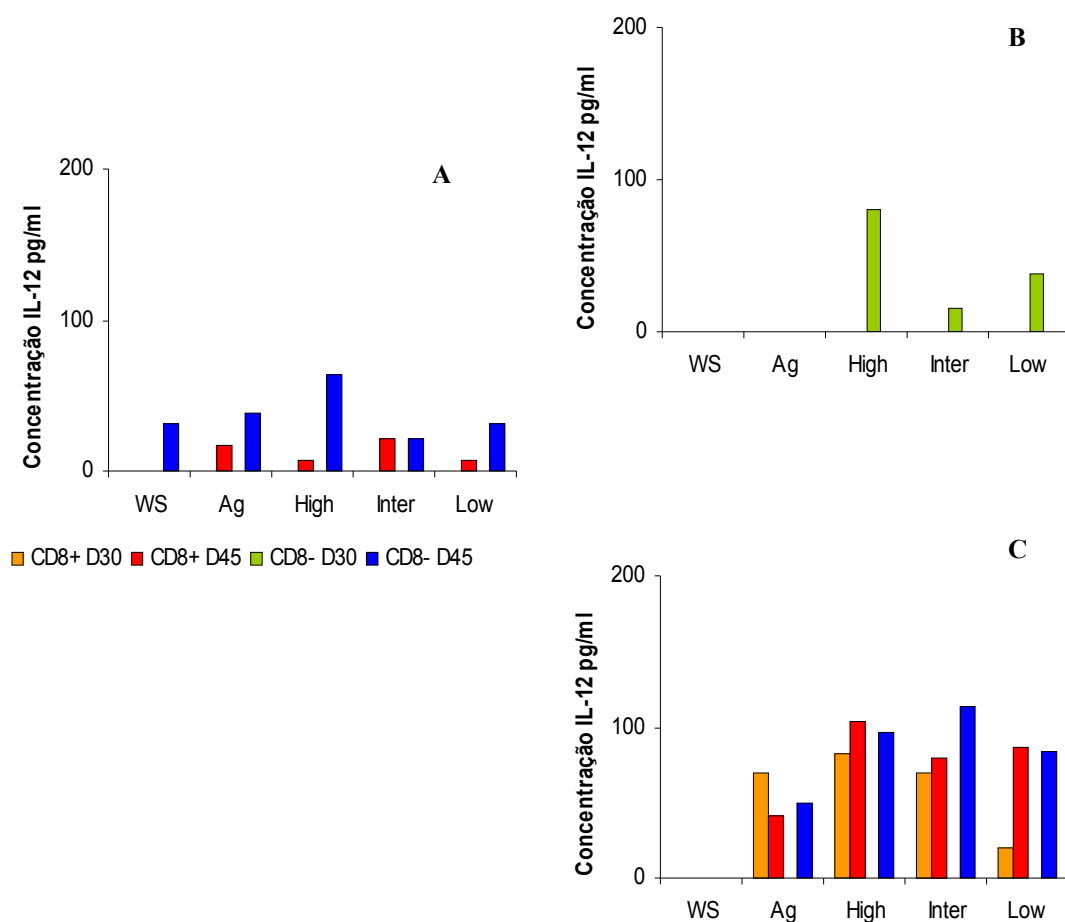 A
Concentração IL-12 pg/ml
200
100
0
WS Ag High Inter Low
CD8+ D30 CD8+ D45 CD8- D30 CD8- D45
B
Concentração IL-12 pg/ml
200
100
0
WS Ag High Inter Low
C
Concentração IL-12 pg/ml
200
100
0
WS Ag High Inter Low